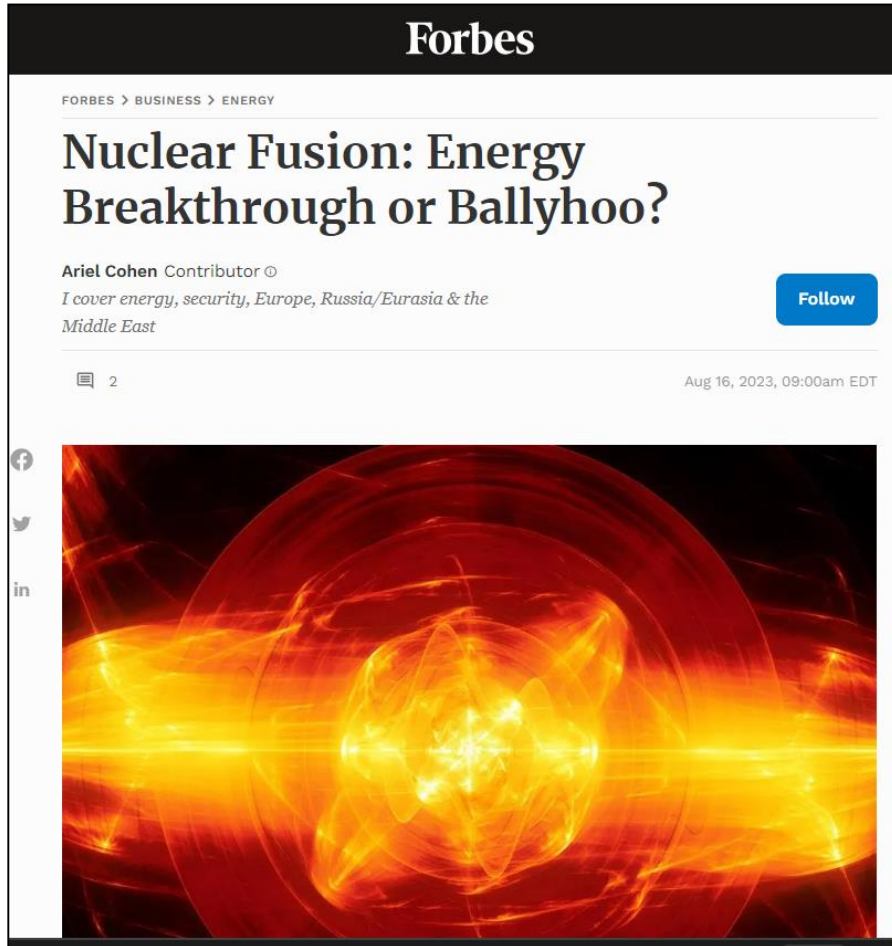 Forbes
FORBES > BUSINESS > ENERGY
Nuclear Fusion: Energy
Breakthrough or Ballyhoo?
Ariel Cohen Contributor
I cover energy, security, Europe, Russia/Eurasia & the
Middle East
Follow
2
Aug 16, 2023, 09:00am EDT
in